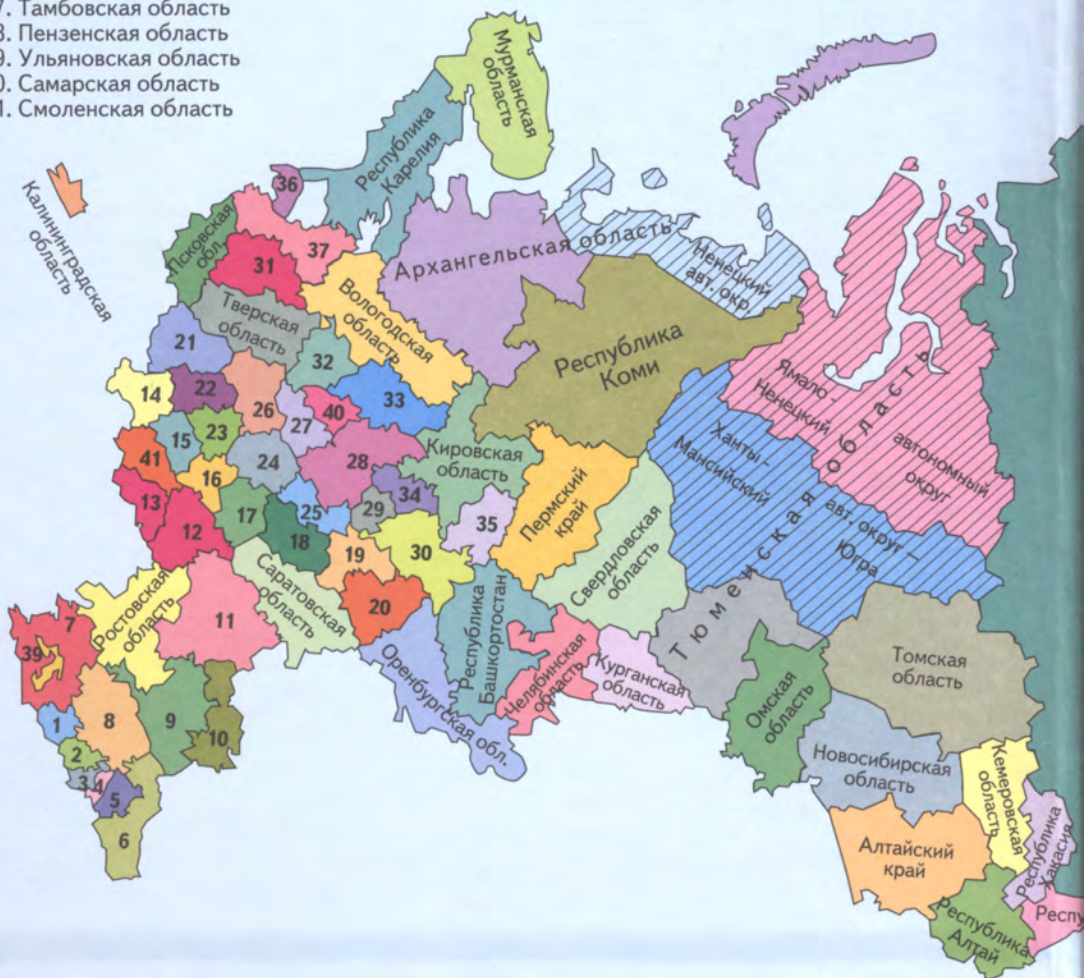 7. Тамбовская область
8. Пензенская область
9. Ульяновская область
0. Самарская область
1. Смоленская область
Калининградская
область
Мурманская
область
Республика
Карелия
36
Псковская
обл.
37
31
Архангельская область
Ненецкий
авт. окр.
Вологодская
область
Тверская
область
21
32
Республика
Коми
Ямало-
Ненецкий
автономный
округ
Ханты-
Мансийский
авт. округ –
Югра
Тюменская область
14
22
26
27
40
33
15
23
41
24
28
Кировская
область
16
34
13
12
17
25
29
35
18
30
19
Пермский
край
Свердловская
область
20
Саратовская
область
Ростовская
область
11
7
39
Республика
Башкортостан
Оренбургская обл.
Челябинская
область
Курганская
область
Омская
область
Томская
область
1
8
9
10
2
3
4
5
6
Новосибирская
область
Кемеровская
область
Алтайский
край
Республика
Хакасия
Республика
Алтай
Респу